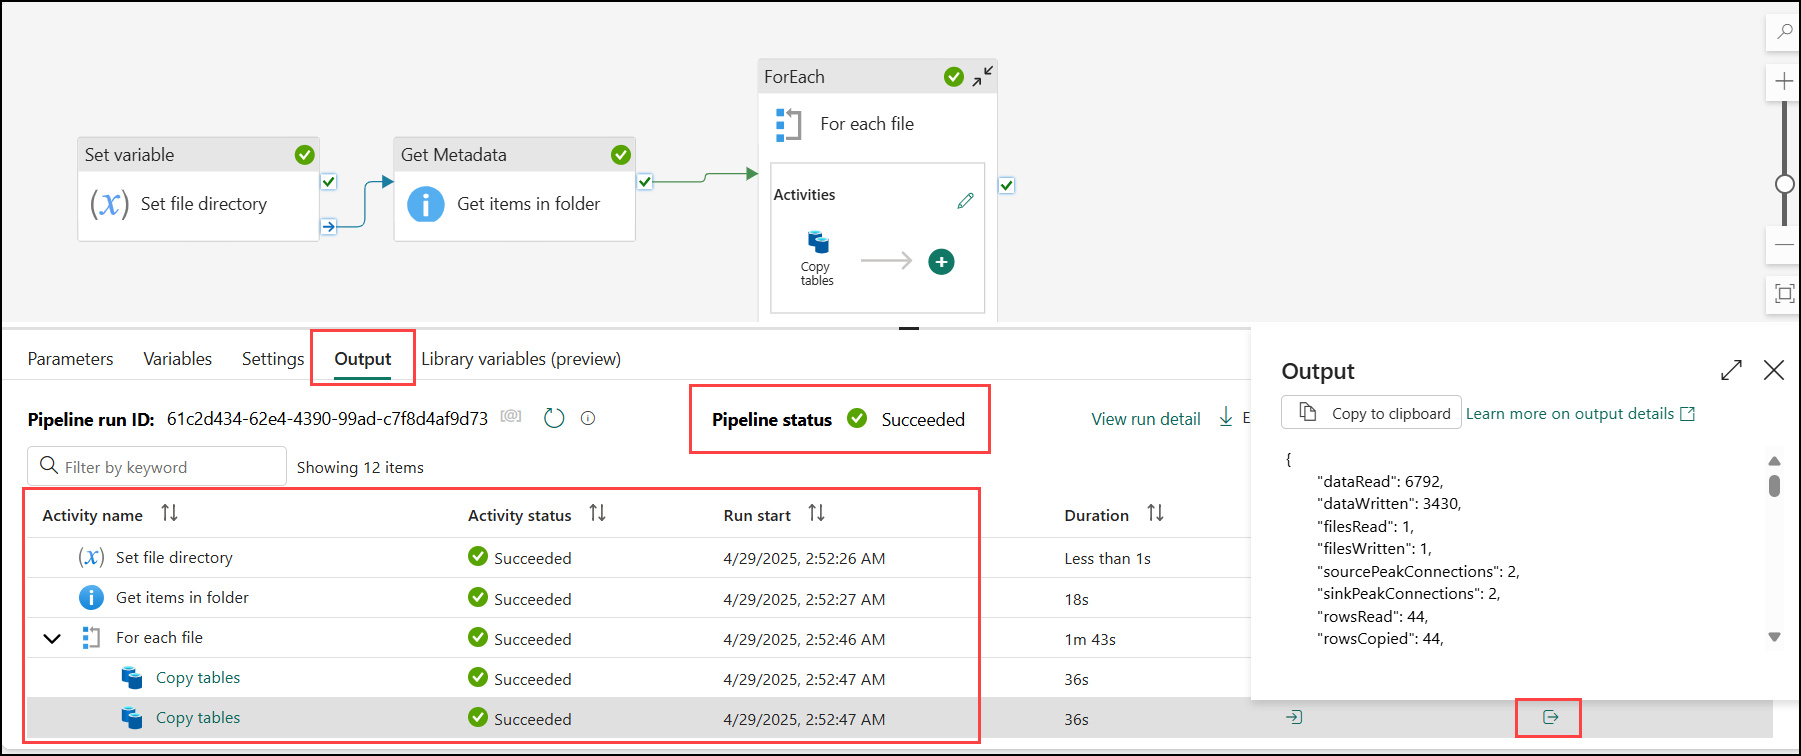 ForEach
For each file
Set variable
Get Metadata
(x) Set file directory
Get items in folder
Activities
Copy
tables
Parameters Variables Settings Output Library variables (preview)
Pipeline run ID: 61c2d434-62e4-4390-99ad-c7f8d4af9d73 [@] Pipeline status Succeeded View run detail E
Filter by keyword Showing 12 items
Activity name Activity status Run start Duration
(x) Set file directory Succeeded 4/29/2025, 2:52:26 AM Less than 1s
Get items in folder Succeeded 4/29/2025, 2:52:27 AM 18s
For each file Succeeded 4/29/2025, 2:52:46 AM 1m 43s
Copy tables Succeeded 4/29/2025, 2:52:47 AM 36s
Copy tables Succeeded 4/29/2025, 2:52:47 AM 36s
Output
Copy to clipboard Learn more on output details
{
"dataRead": 6792,
"dataWritten": 3430,
"filesRead": 1,
"filesWritten": 1,
"sourcePeakConnections": 2,
"sinkPeakConnections": 2,
"rowsRead": 44,
"rowsCopied": 44,